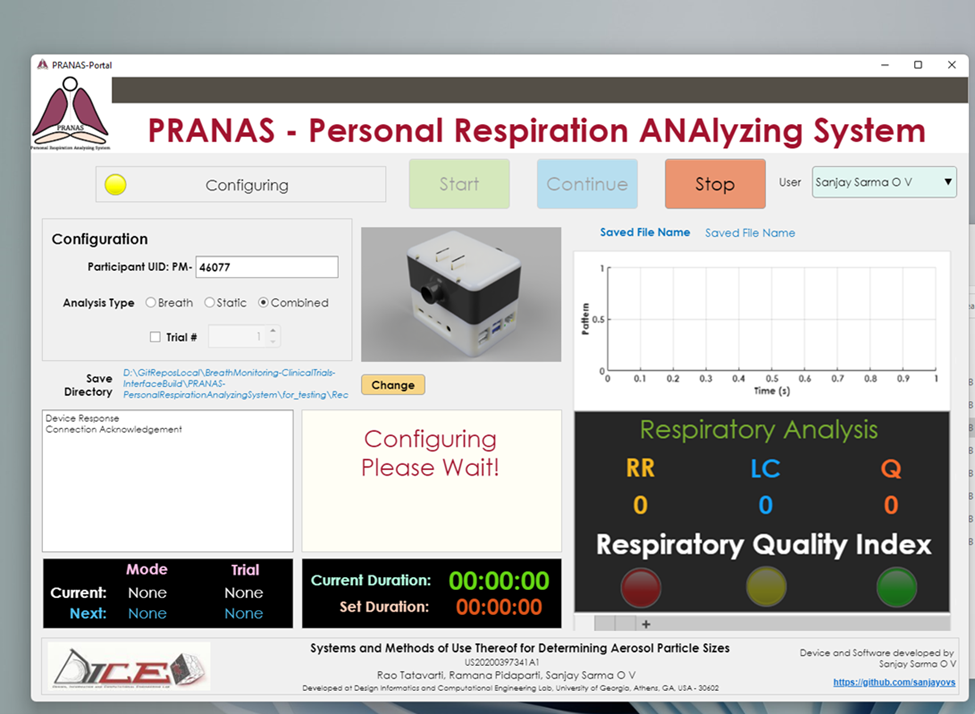 PRANAS-Portal
PRANAS
Personal Respiration Analyzing System
PRANAS - Personal Respiration ANAlyzing System
Configuring
Start
Continue
Stop
User
Sanjay Sarma O V
Configuration
Participant UID: PM- 46077
Analysis Type Breath Static Combined
Trial # 1
Save Directory
D:\GitReposLocal\BreathMonitoring-ClinicalTrials-
InterfaceBuild\PRANAS-
PersonalRespirationAnalyzingSystem\for_testing\Rec
Change
Saved File Name Saved File Name
1
0.5
0
Pattern
0 0.1 0.2 0.3 0.4 0.5 0.6 0.7 0.8 0.9 1
Time (s)
Device Response
Connection Acknowledgement
Configuring
Please Wait!
Respiratory Analysis
RR LC Q
0 0 0
Respiratory Quality Index
+
Mode Trial
Current: None None
Next: None None
Current Duration: 00:00:00
Set Duration: 00:00:00
DICE
Systems and Methods of Use Thereof for Determining Aerosol Particle Sizes
US20200397341A1
Rao Tatavarti, Ramana Pidaparti, Sanjay Sarma O V
Developed at Design Informatics and Computational Engineering Lab, University of Georgia, Athens, GA, USA - 30602
Device and Software developed by
Sanjay Sarma O V
https://github.com/sanjayovs